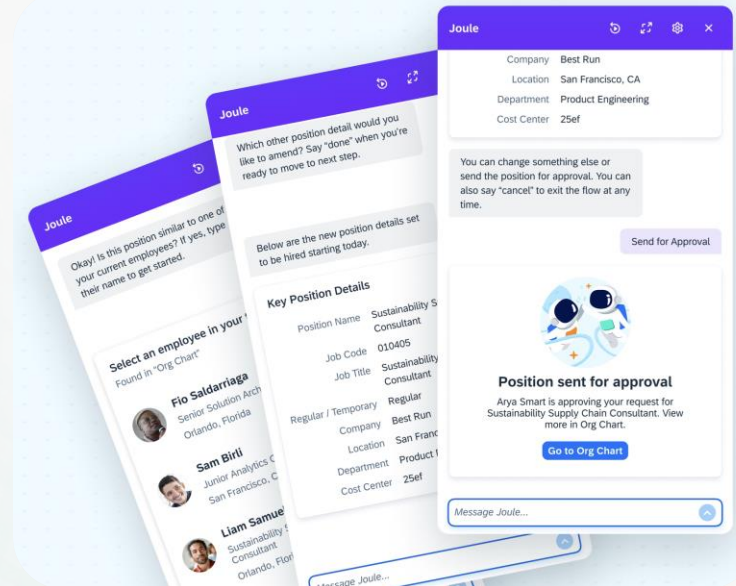 Joule
Okay! Is this position similar to one of
your current employees? If yes, type
their name to get started.
Select an employee in your
Found in "Org Chart"
Fio Saldarriaga
Senior Solution Arch
Orlando, Florida
Sam Birli
Junior Analytics
San Francisco, C
Liam Samue
Sustainability
Consultant
Orlando, Flor
Joule
Which other position detail would you
like to amend? Say “done” when you're
ready to move to next step.
Below are the new position details set
to be hired starting today.
Key Position Details
Position Name Sustainability S
Consultant
Job Code 010405
Job Title Sustainability
Consultant
Regular / Temporary Regular
Company Best Run
Location San Franc
Department Product
Cost Center 25ef
Message Joule...
Joule
Company Best Run
Location San Francisco, CA
Department Product Engineering
Cost Center 25ef
You can change something else or
send the position for approval. You can
also say “cancel” to exit the flow at any
time.
Send for Approval
Position sent for approval
Arya Smart is approving your request for
Sustainability Supply Chain Consultant. View
more in Org Chart.
Go to Org Chart
Message Joule...